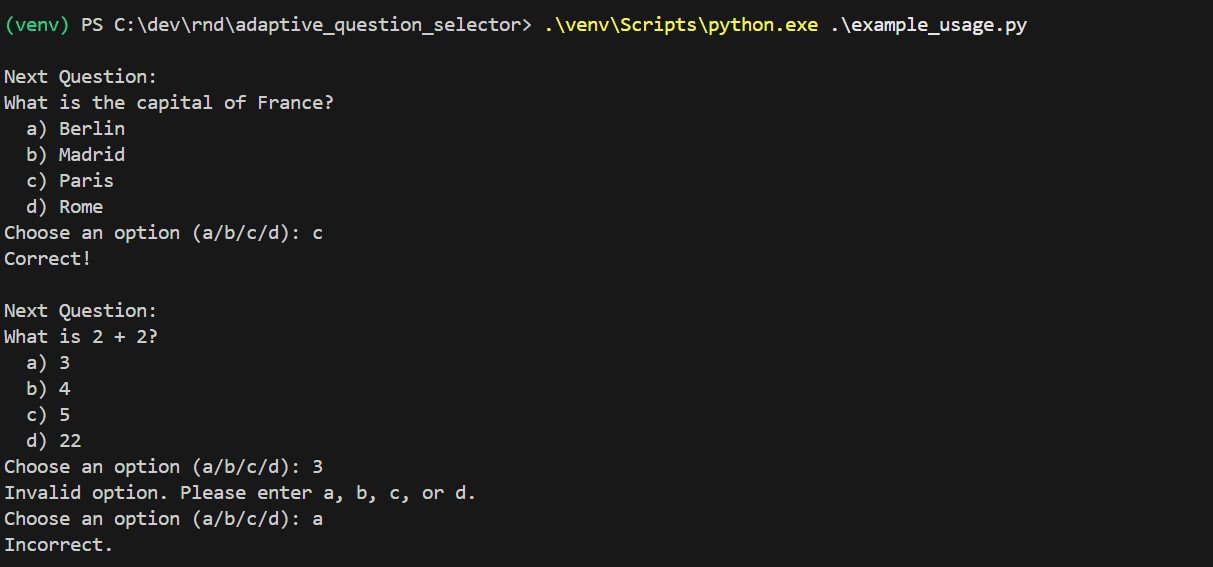 (venv) PS C:\dev\rnd\adaptive_question_selector> .\venv\Scripts\python.exe .\example_usage.py
Next Question:
What is the capital of France?
a) Berlin
b) Madrid
c) Paris
d) Rome
Choose an option (a/b/c/d): c
Correct!
Next Question:
What is 2 + 2?
a) 3
b) 4
c) 5
d) 22
Choose an option (a/b/c/d): 3
Invalid option. Please enter a, b, c, or d.
Choose an option (a/b/c/d): a
Incorrect.